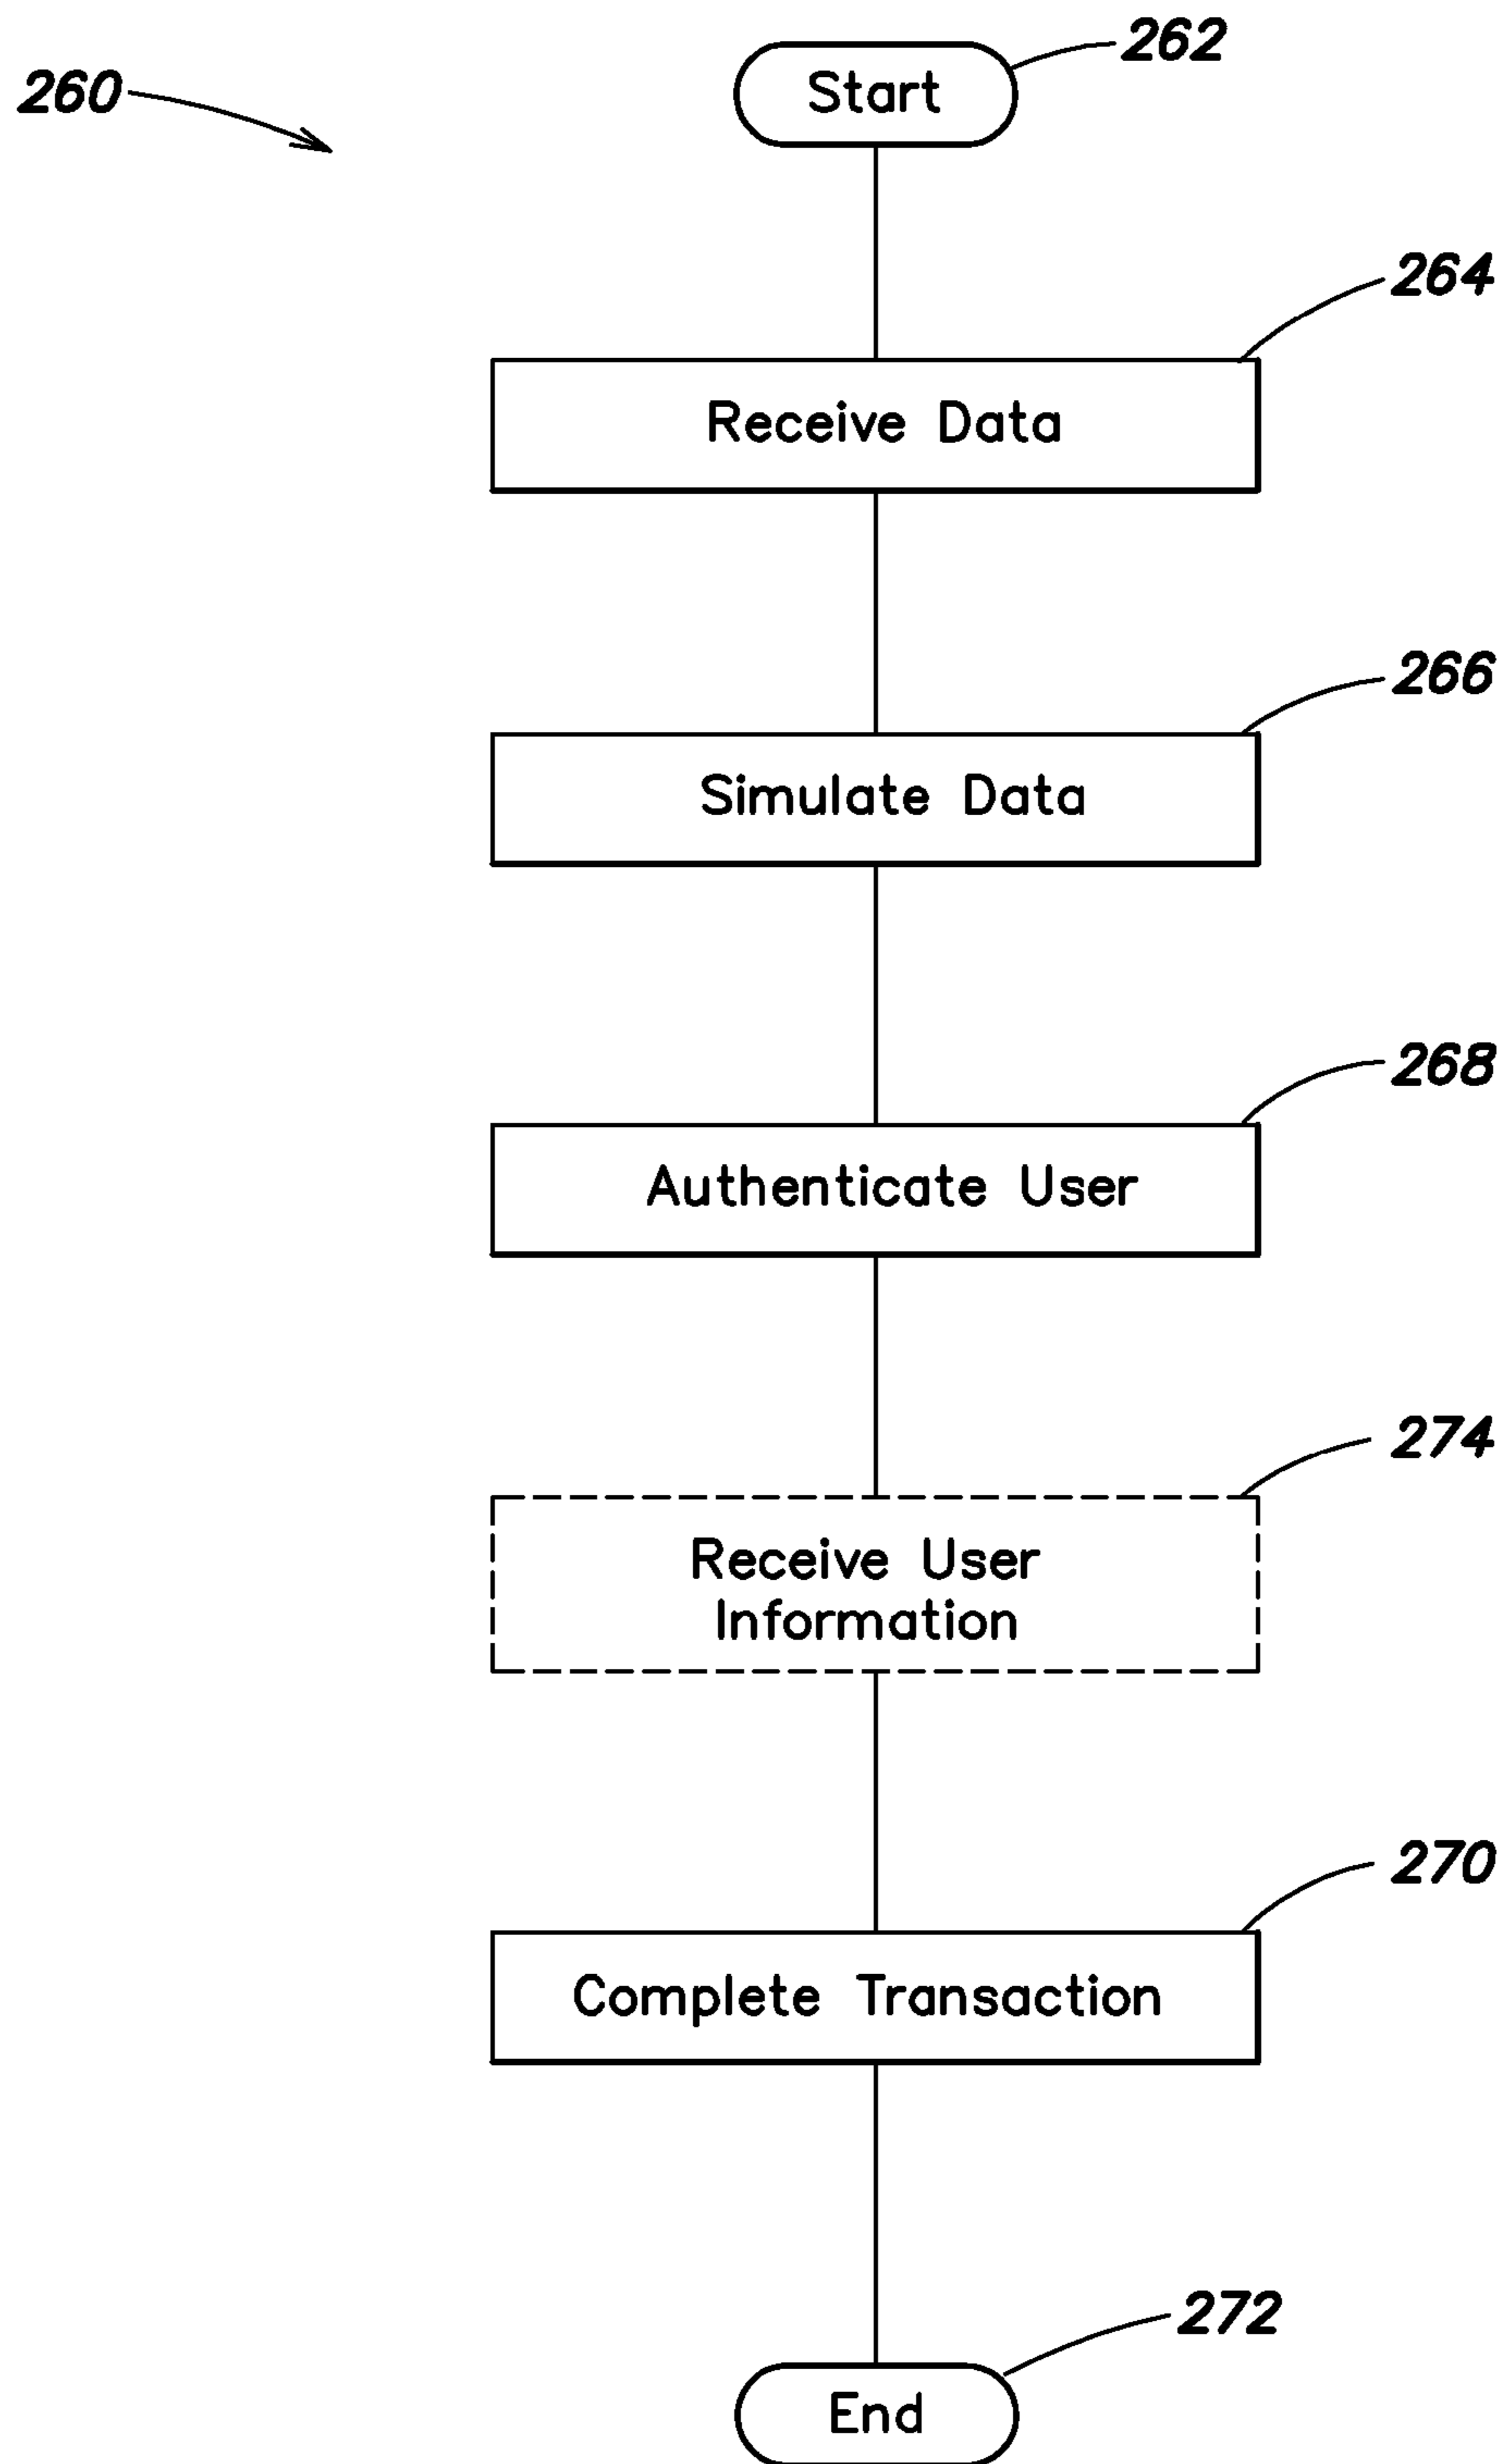 262
Start
260
264
Receive Data
266
Simulate Data
268
Authenticate User
274
Receive User
Information
270
Complete Transaction
272
End